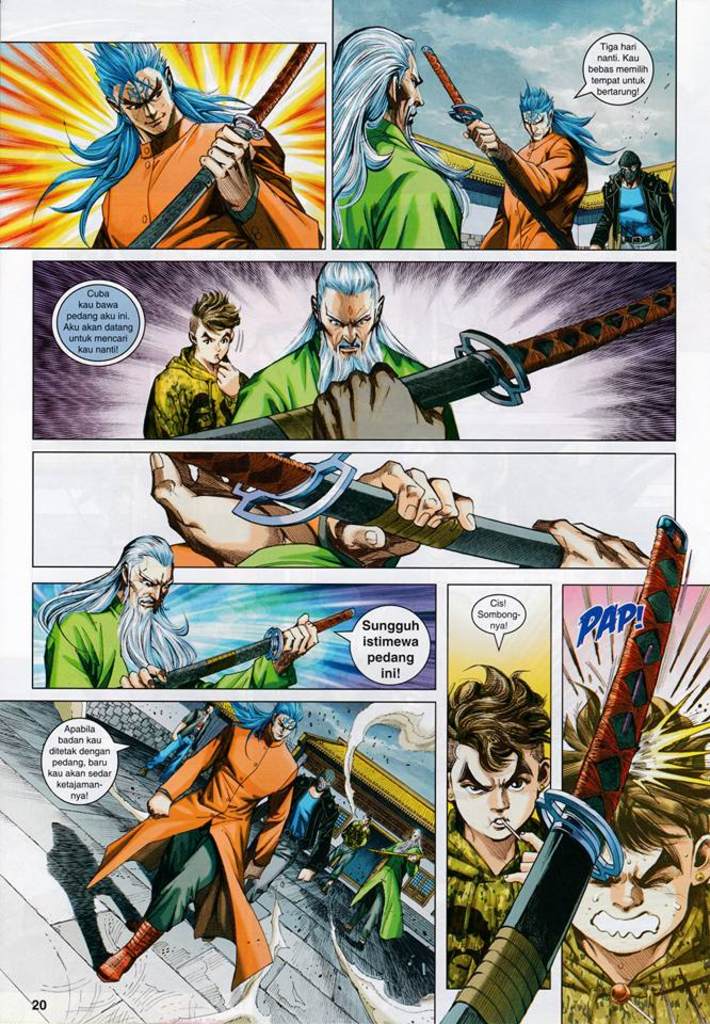 Tiga hari
nanti. Kau
bebas memilih
tempat untuk
bertarung!
Cuba
kau bawa
pedang aku ini.
Aku akan datang
untuk mencari
kau nanti!
Sungguh
istimewa
pedang
ini!
Cis!
Sombong-
nya!
PAP!
Apabila
badan kau
ditetak dengan
pedang, baru
kau akan sedar
ketajaman-
nya!
20